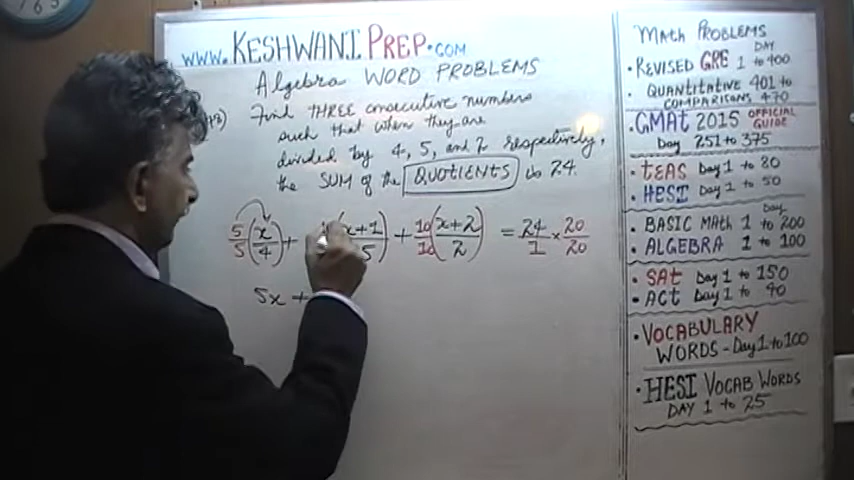 www.KESHWANI PREP.COM
Algebra WORD PROBLEMS
Find THREE consecutive numbers
such that when they are
divided by 4, 5, and 2 respectively,
the SUM of the QUOTIENTS is 24.
5/5 (x/4) + (x+1/5) + 10/10 (x+2/2) = 24/1 × 20/20
5x +
Math PROBLEMS
DAY
• REVISED GRE 1 to 400
• QUANTITATIVE 401 to
COMPARISONS 470
• GMAt 2015 OFFICIAL GUIDE
Day 251 to 375
• tEAS Day 1 to 80
• HESI Day 1 to 50
Day
• BASIC Math 1 to 200
• ALGEBRA 1 to 100
• SAt Day 1 to 150
• ACt Day 1 to 40
• VOCABULARY
WORDS - Day 1 to 100
• HESI VOCAB WORDS
DAY 1 to 25